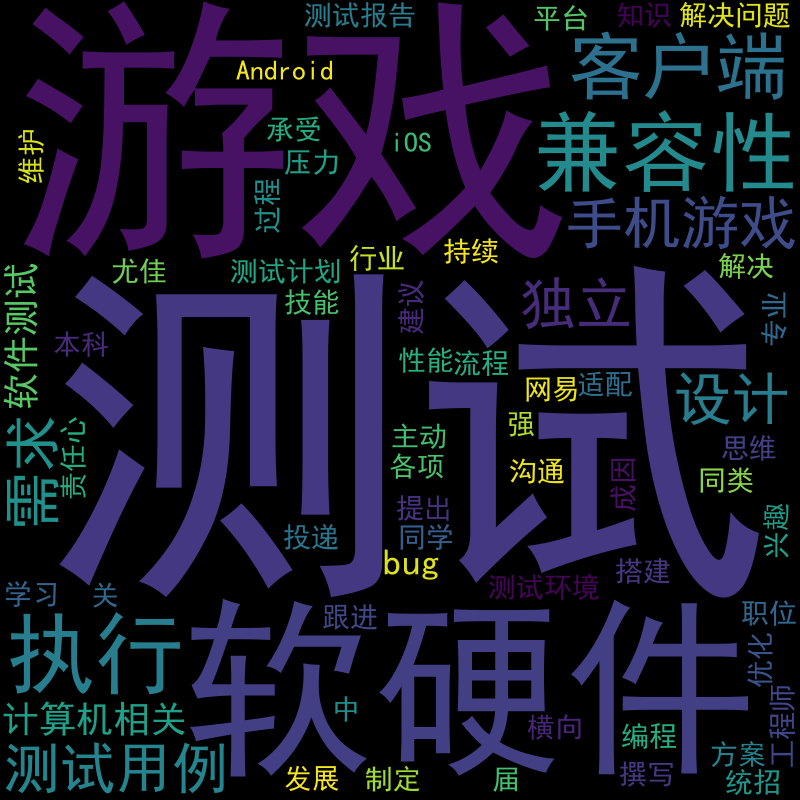 测试报告
平台
知识
解决问题
游戏
客户端
Android
承受
iOS
兼容性
维护
压力
过程
手机游戏
尤佳
测试计划
行业
持续
解决
技能
建议
独立
专业
软件测试
本科
性能
流程
网易
适配
设计
需求
责任心
主动
强
思维
各项
沟通
成因
同类
测试
提出
投递
同学
兴趣
bug
搭建
学习
关
测试环境
跟进
职位
执行
软硬件
优化
计算机相关
中
横向
编程
工程师
测试用例
方案
发展
制定
届
撰写
统招